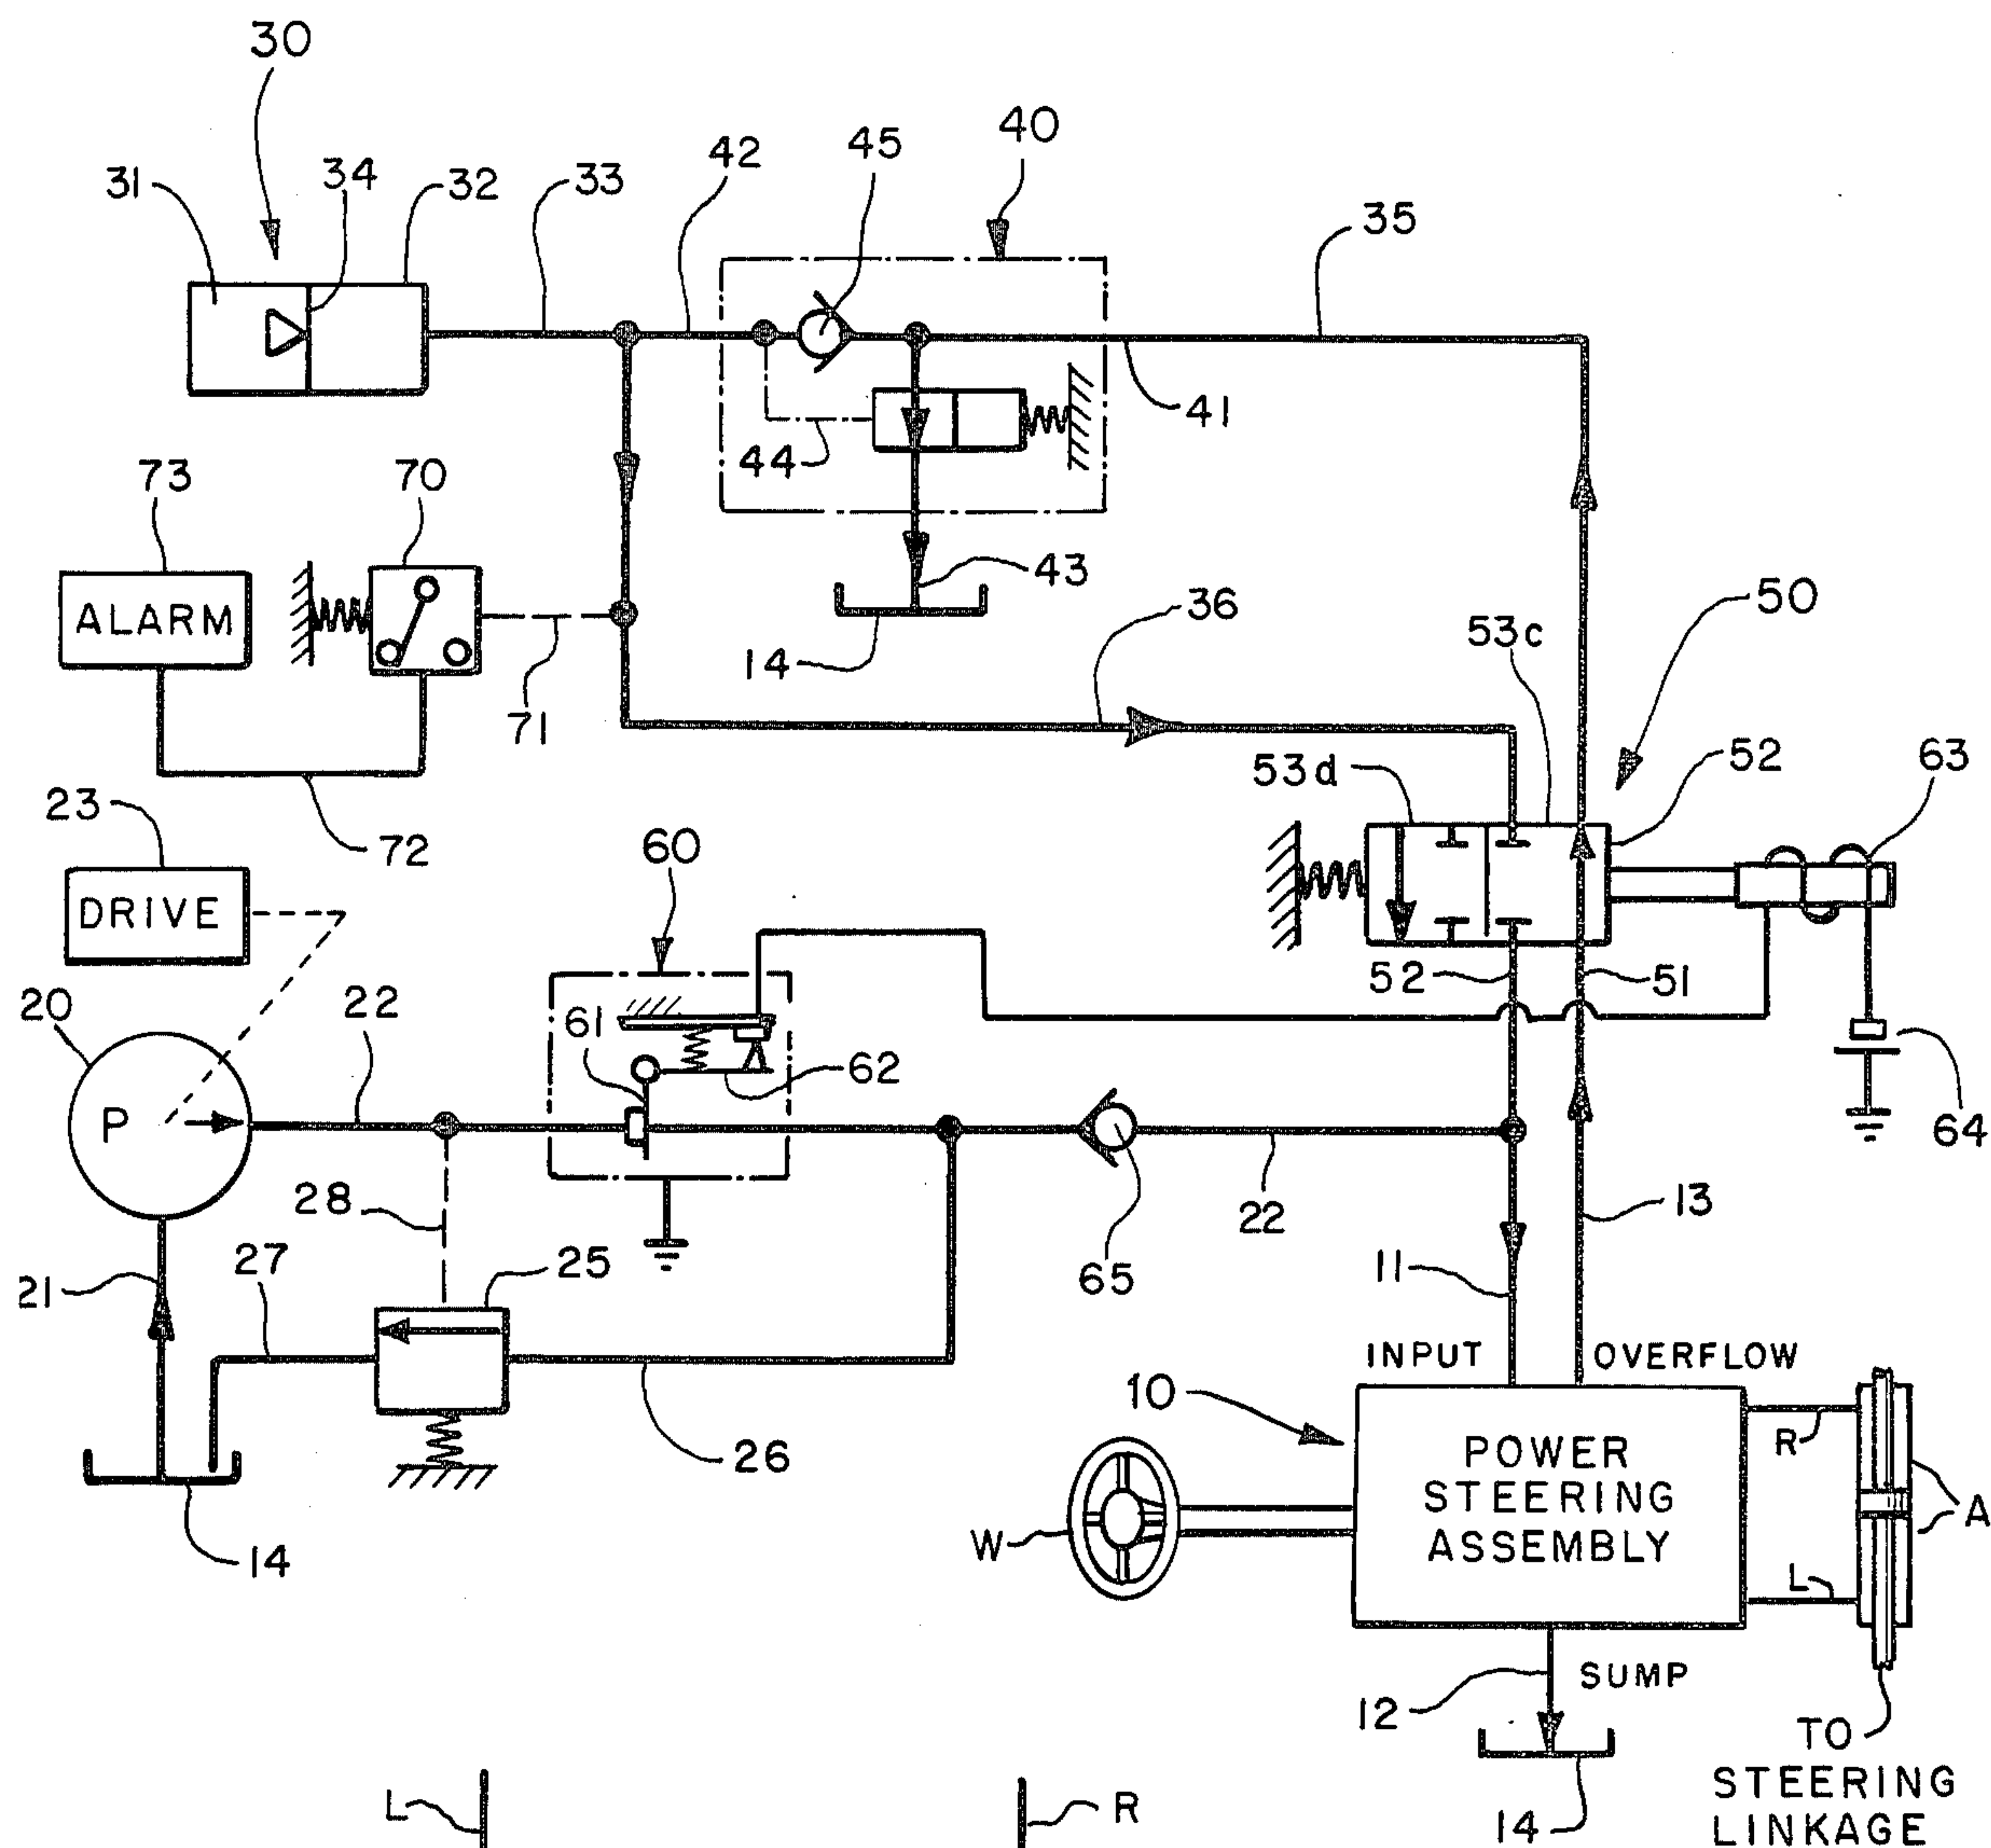 30
40
45
42
34
32
33
31
35
41
44
73
70
43
ALARM
36
50
14
53c
71
53d
52
63
23
72
60
DRIVE
52
51
20
22
61
62
P
64
28
13
22
25
27
65
11
21
INPUT
OVERFLOW
10
26
R
POWER
STEERING
ASSEMBLY
A
W
14
L
SUMP
12
TO
STEERING
LINKAGE
L
R
14